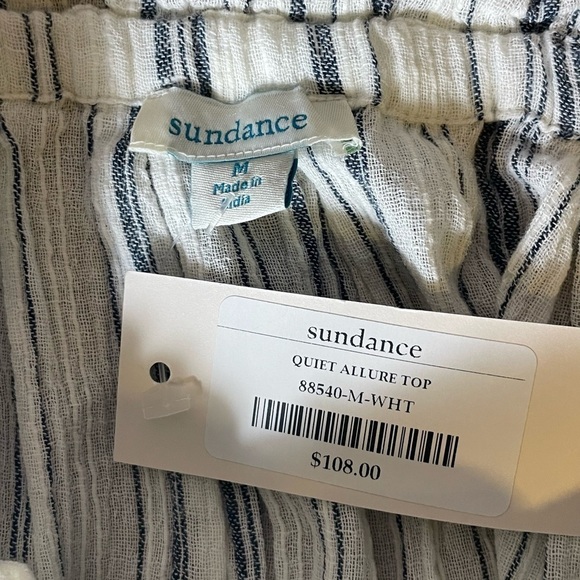 sundance
M
Made in
India
sundance
QUIET ALLURE TOP
88540-M-WHT
$108.00